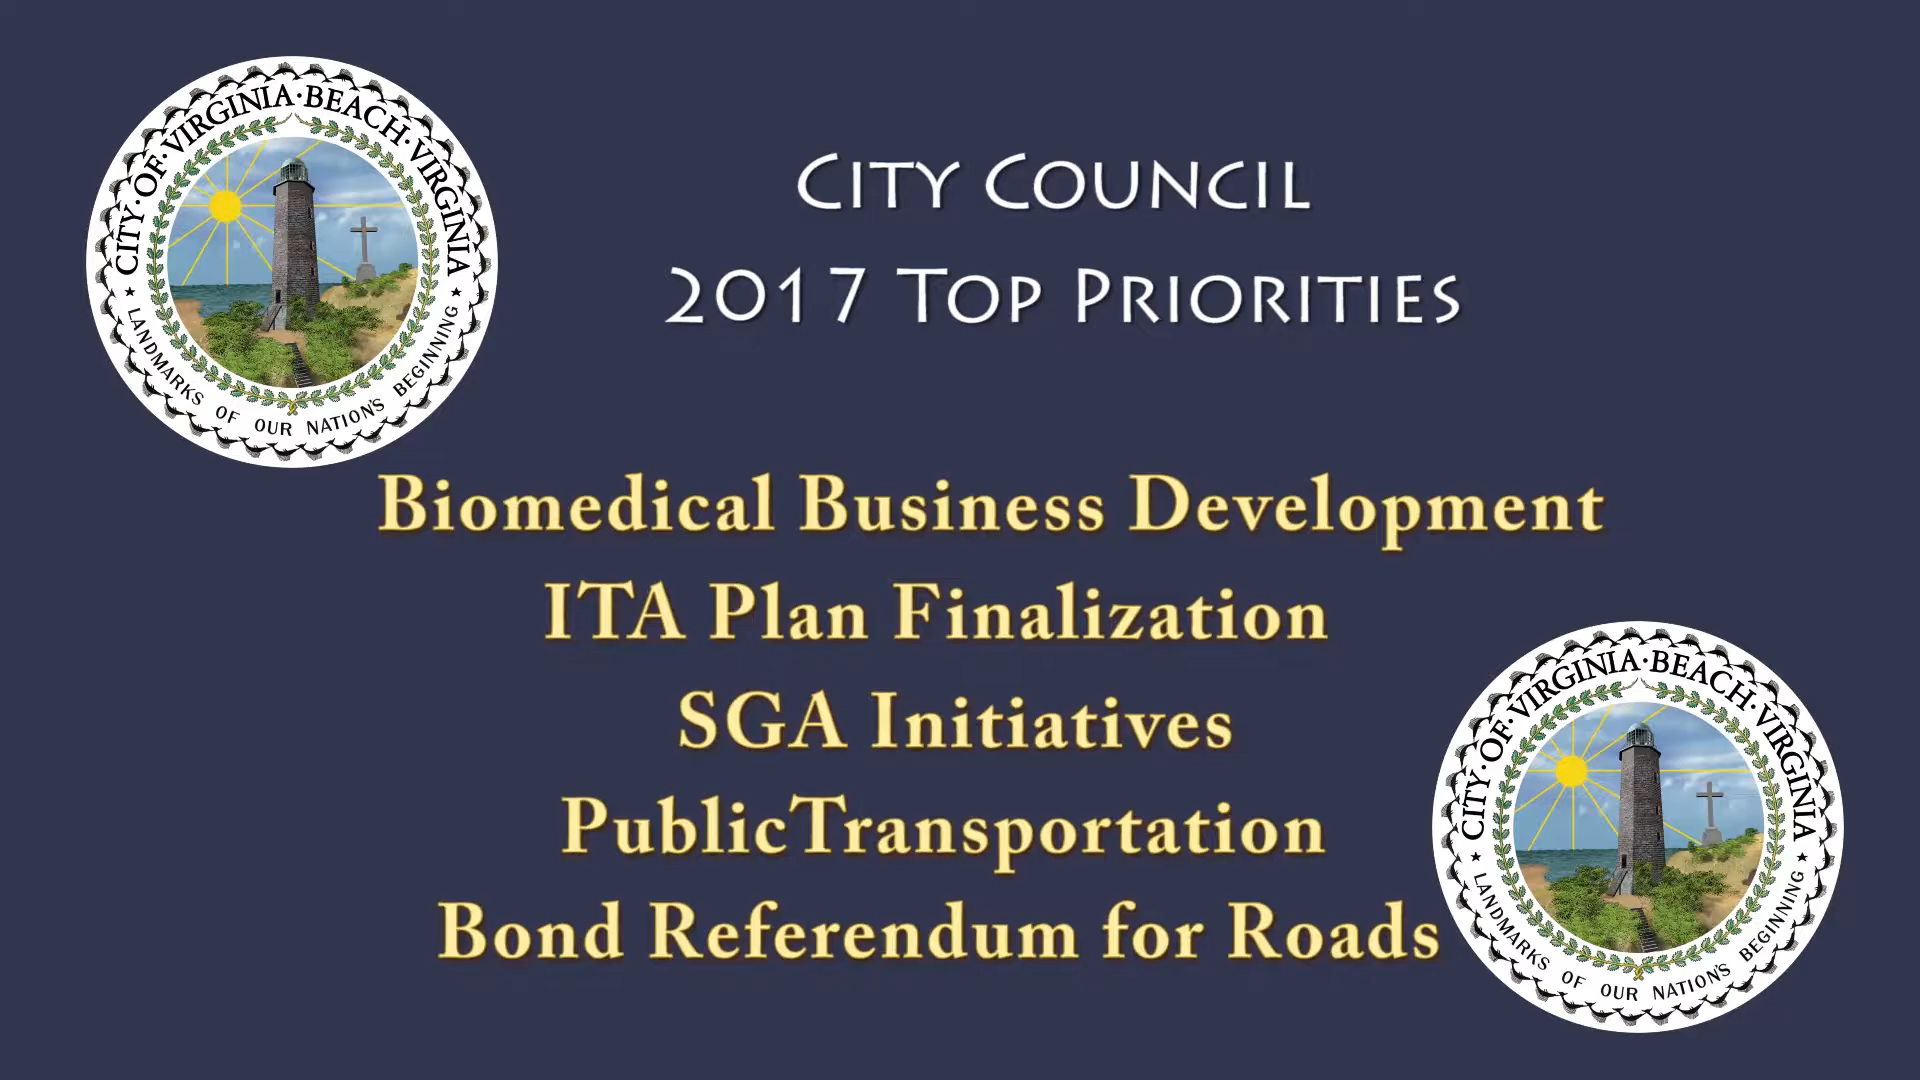 CITY·OF·VIRGINIA·BEACH·VIRGINIA
LANDMARKS OF OUR NATION'S BEGINNING
CITY COUNCIL
2017 TOP PRIORITIES
Biomedical Business Development
ITA Plan Finalization
SGA Initiatives
PublicTransportation
Bond Referendum for Roads
CITY·OF·VIRGINIA·BEACH·VIRGINIA
LANDMARKS OF OUR NATION'S BEGINNING